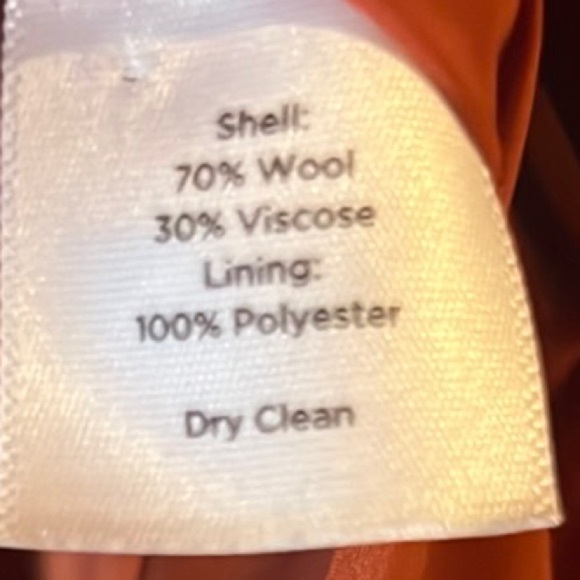 Shell:
70% Wool
30% Viscose
Lining:
100% Polyester
Dry Clean